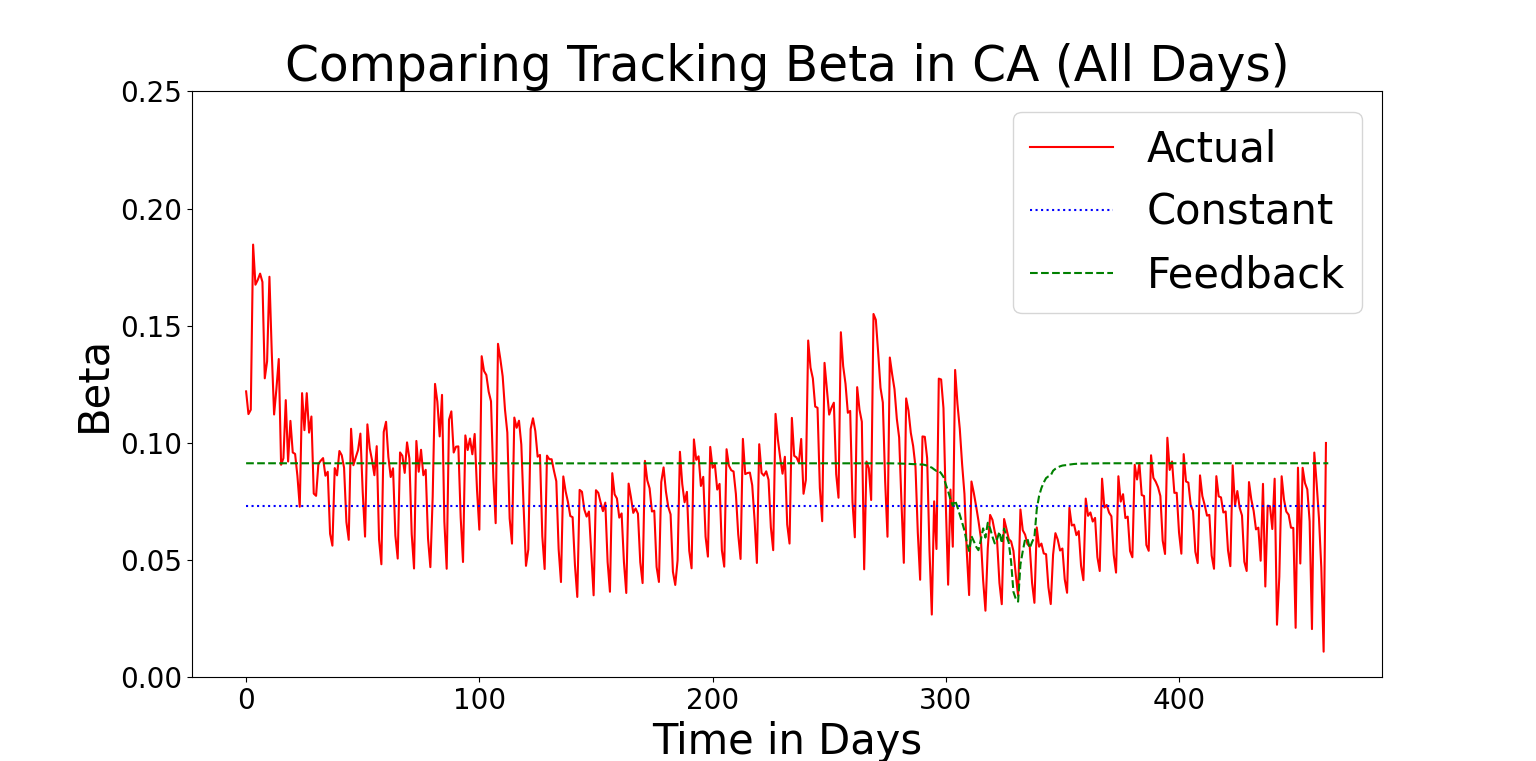 Comparing Tracking Beta in CA (All Days)
0.25
0.20
0.15
0.10
0.05
0.00
Beta
Actual
Constant
Feedback
0 100 200 300 400
Time in Days